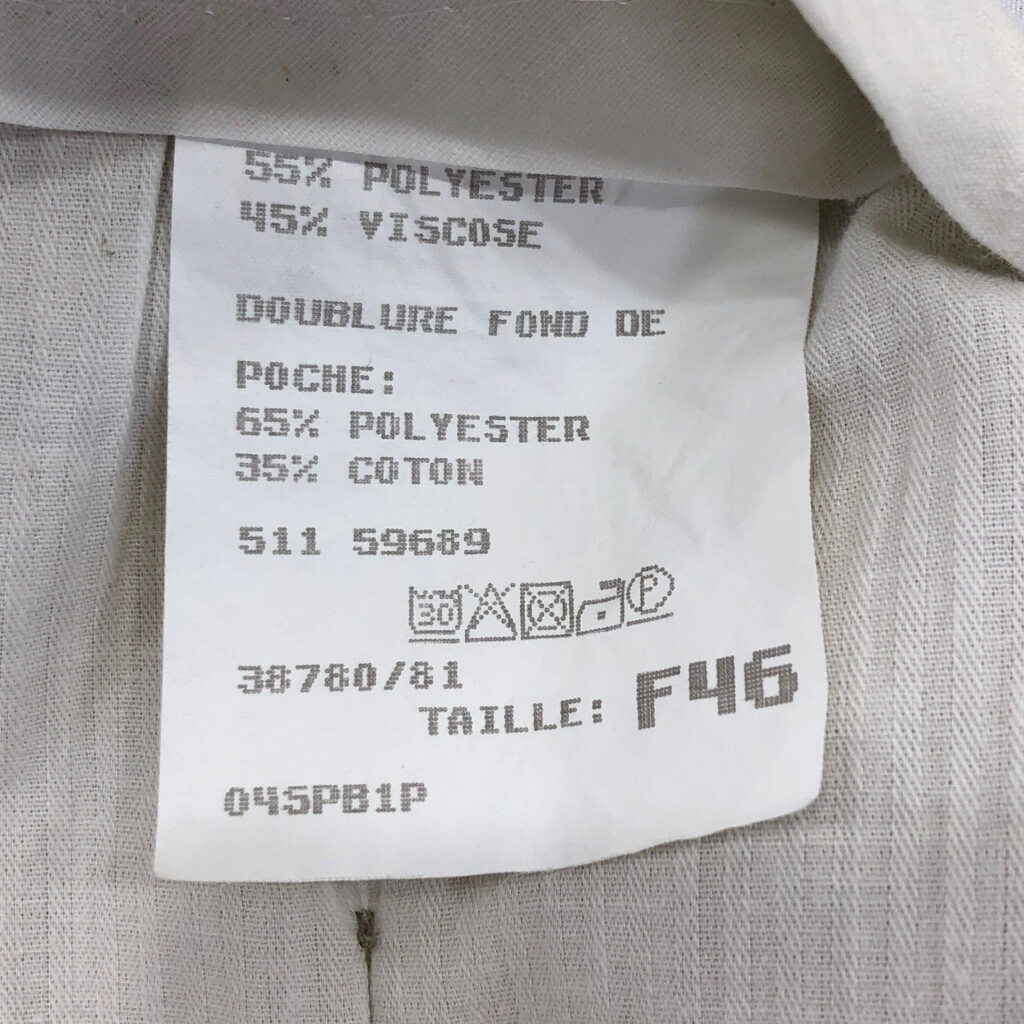 55% POLYESTER
45% VISCOSE
DOUBLURE FOND DE
POCHE:
65% POLYESTER
35% COTON
511 59689
30 P
38780/81
TAILLE: F46
045PB1P